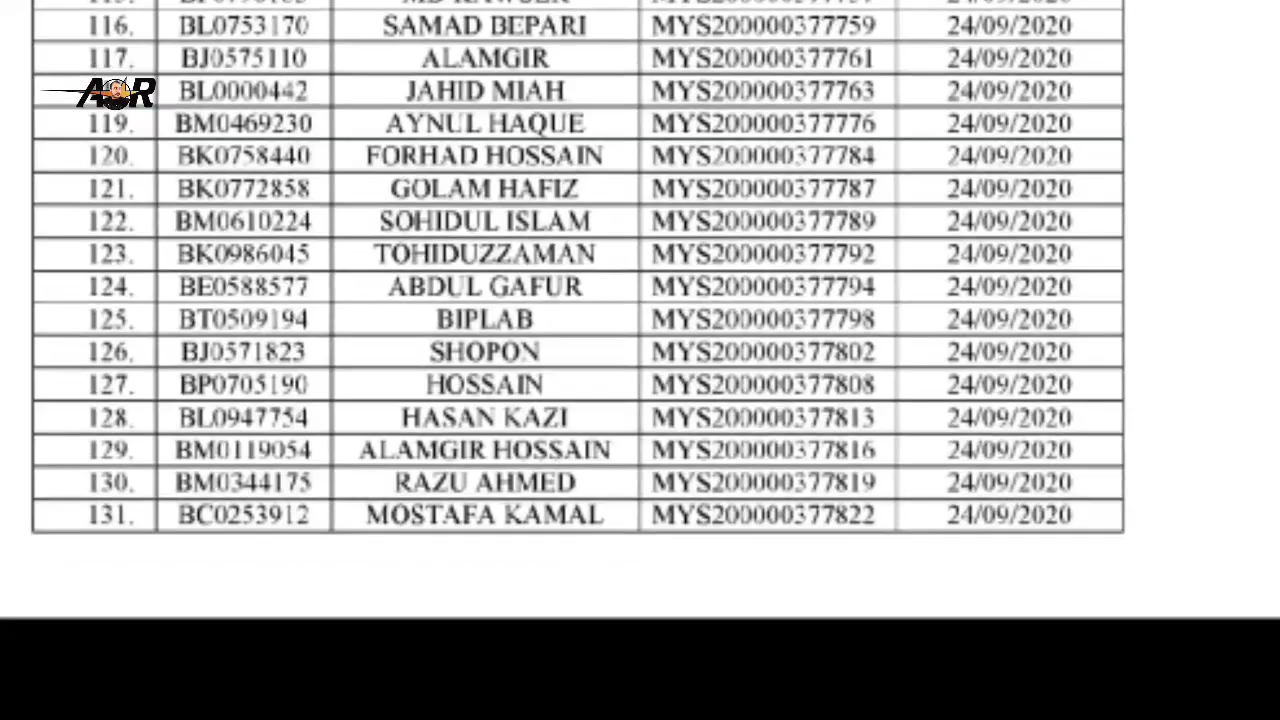 116. BL0753170 SAMAD BEPARI MYS200000377759 24/09/2020
117. BJ0575110 ALAMGIR MYS200000377761 24/09/2020
AOR BL0000442 JAHID MIAH MYS200000377763 24/09/2020
119. BM0469230 AYNUL HAQUE MYS200000377776 24/09/2020
120. BK0758440 FORHAD HOSSAIN MYS200000377784 24/09/2020
121. BK0772858 GOLAM HAFIZ MYS200000377787 24/09/2020
122. BM0610224 SOHIDUL ISLAM MYS200000377789 24/09/2020
123. BK0986045 TOHIDUZZAMAN MYS200000377792 24/09/2020
124. BE0588577 ABDUL GAFUR MYS200000377794 24/09/2020
125. BT0509194 BIPLAB MYS200000377798 24/09/2020
126. BJ0571823 SHOPON MYS200000377802 24/09/2020
127. BP0705190 HOSSAIN MYS200000377808 24/09/2020
128. BL0947754 HASAN KAZI MYS200000377813 24/09/2020
129. BM0119054 ALAMGIR HOSSAIN MYS200000377816 24/09/2020
130. BM0344175 RAZU AHMED MYS200000377819 24/09/2020
131. BC0253912 MOSTAFA KAMAL MYS200000377822 24/09/2020